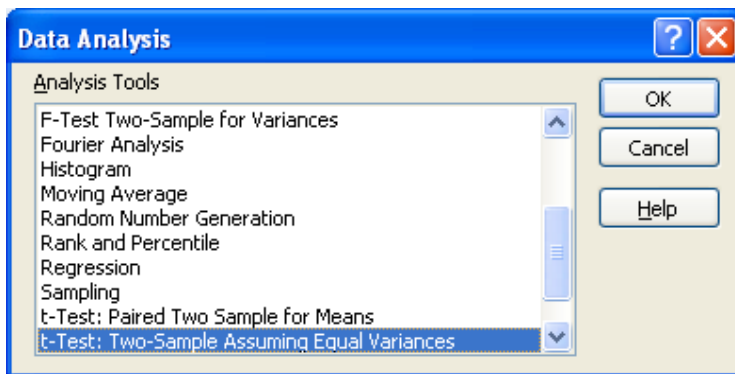 Data Analysis
Analysis Tools
F-Test Two-Sample for Variances
Fourier Analysis
Histogram
Moving Average
Random Number Generation
Rank and Percentile
Regression
Sampling
t-Test: Paired Two Sample for Means
t-Test: Two-Sample Assuming Equal Variances
OK
Cancel
Help